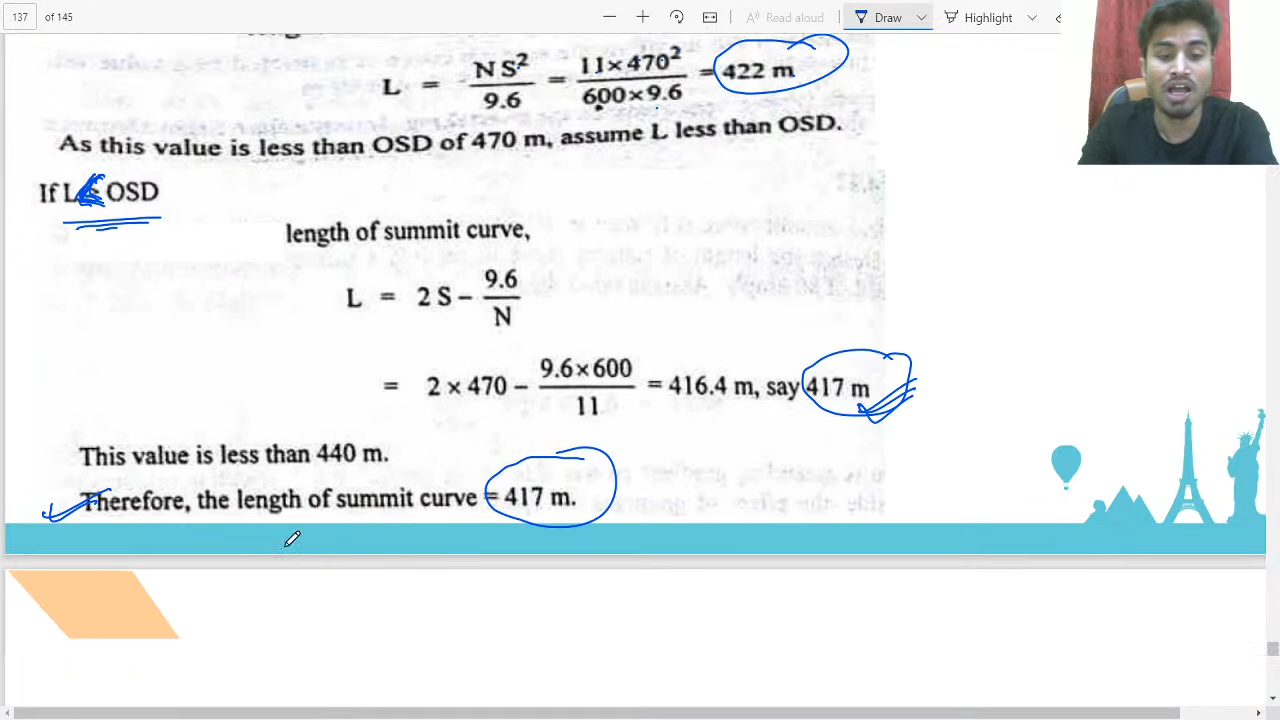 137 of 145 Read aloud Draw Highlight
L = N S² / 9.6 = 11 × 470² / 600 × 9.6 = 422 m
As this value is less than OSD of 470 m, assume L less than OSD.
If L < OSD
length of summit curve,
L = 2 S − 9.6 / N
= 2 × 470 − 9.6 × 600 / 11 = 416.4 m, say 417 m
This value is less than 440 m.
Therefore, the length of summit curve = 417 m.